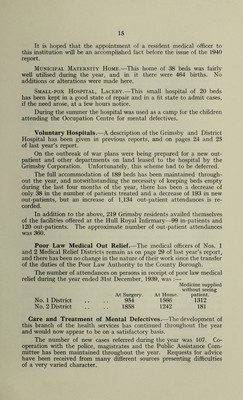 15
It is hoped that the appointment of a resident medical officer to
this institution will be an accomplished fact before the issue of the 1940
report.
MUNICIPAL MATERNITY HOME.—This home of 38 beds was fairly
well utilised during the year, and in it there were 464 births. No
additions or alterations were made here.
SMALL-POX HOSPITAL, LACEBY.—This small hospital of 20 beds
has been kept in a good state of repair and in a fit state to admit cases,
if the need arose, at a few hours notice.
During the summer the hospital was used as a camp for the children
attending the Occupation Centre for mental defectives.
Voluntary Hospitals.—A description of the Grimsby and District
Hospital has been given in previous reports, and on pages 24 and 25
of last year's report.
On the outbreak of war plans were being prepared for a new out-
patient and other departments on land leased to the hospital by the
Grimsby Corporation. Unfortunately, this scheme had to be deferred.
The full accommodation of 189 beds has been maintained through-
out the year, and notwithstanding the necessity of keeping beds empty
during the last four months of the year, there has been a decrease of
only 38 in the number of patients treated and a decrease of 193 in new
out-patients, but an increase of 1,134 out-patient attendances is re-
corded.
In addition to the above, 219 Grimsby residents availed themselves
of the facilities offered at the Hull Royal Infirmary—99 in-patients and
120 out-patients. The approximate number of out-patient attendances
was 300,
Poor Law Medical Out Relief.—The medical officers of Nos. 1
and 2 Medical Relief Districts remain as on page 29 of last year's report,
and there has been no change in the nature of their work since the transfer
of the duties of the Poor Law Authority to the County Borough.
The number of attendances on persons in receipt of poor law medical
relief during the year ended 31st December, 1939, was :—
Medicine supplied
without seeing
At Surgery. At Home. patient.
No. 1 District .. .. 954 1366 1312
No. 2 District .. .. 1858 1242 181
Care and Treatment of Mental Defectives.—The development of
this branch of the health services has continued throughout the year
and would now appear to be on a satisfactory basis.
The number of new cases referred during the year was 107. Co-
operation with the police, magistrates and the Public Assistance Com-
mittee has been maintained throughout the year. Requests for advice
have been received from many different sources presenting difficulties
of a very varied character.